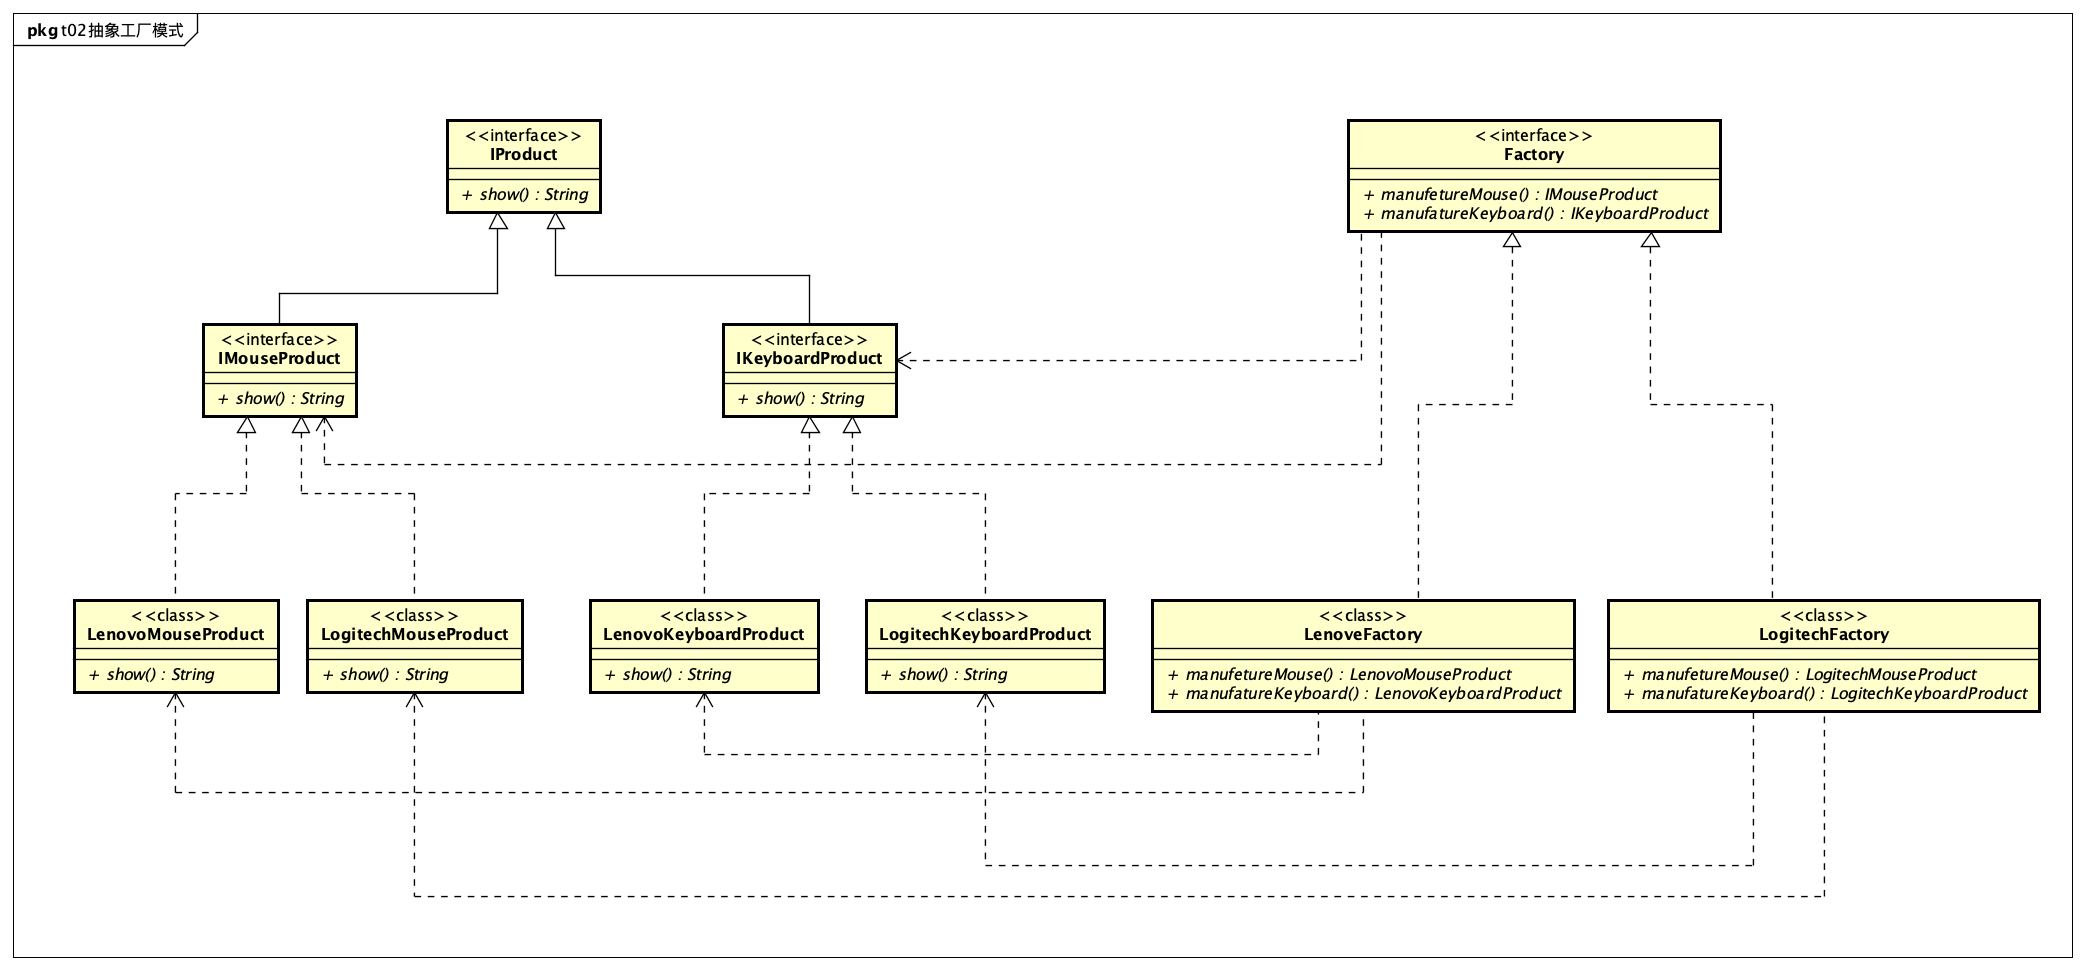 pkg t02抽象工厂模式
<<interface>>
IProduct
+ show() : String
<<interface>>
Factory
+ manufetureMouse() : IMouseProduct
+ manufatureKeyboard() : IKeyboardProduct
<<interface>>
IMouseProduct
+ show() : String
<<interface>>
IKeyboardProduct
+ show() : String
<<class>>
LenovoMouseProduct
+ show() : String
<<class>>
LogitechMouseProduct
+ show() : String
<<class>>
LenovoKeyboardProduct
+ show() : String
<<class>>
LogitechKeyboardProduct
+ show() : String
<<class>>
LenoveFactory
+ manufetureMouse() : LenovoMouseProduct
+ manufatureKeyboard() : LenovoKeyboardProduct
<<class>>
LogitechFactory
+ manufetureMouse() : LogitechMouseProduct
+ manufatureKeyboard() : LogitechKeyboardProduct